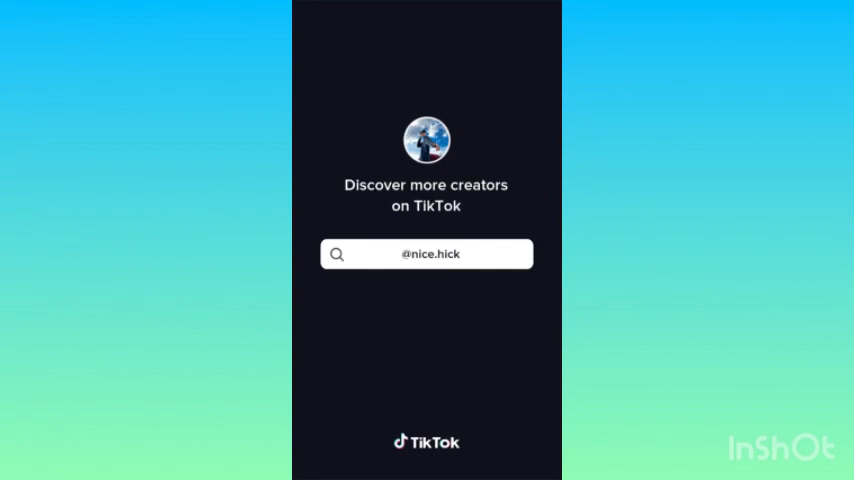 Discover more creators
on TikTok
@nice.hick
TikTok
InShOt